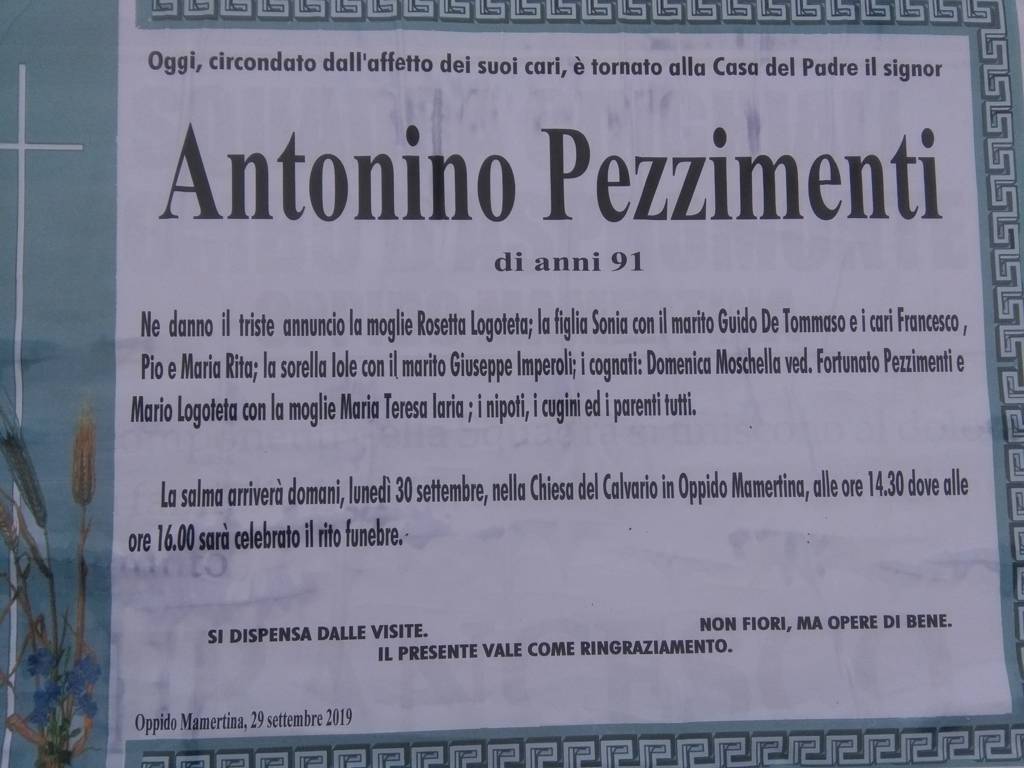 Oggi, circondato dall'affetto dei suoi cari, è tornato alla Casa del Padre il signor
Antonino Pezzimenti
di anni 91
Ne danno il triste annuncio la moglie Rosetta Logoteta; la figlia Sonia con il marito Guido De Tommaso e i cari Francesco ,
Pio e Maria Rita; la sorella Iole con il marito Giuseppe Imperoli; i cognati: Domenica Moschella ved. Fortunato Pezzimenti e
Mario Logoteta con la moglie Maria Teresa Iaria ; i nipoti, i cugini ed i parenti tutti.
La salma arriverà domani, lunedì 30 settembre, nella Chiesa del Calvario in Oppido Mamertina, alle ore 14.30 dove alle
ore 16.00 sarà celebrato il rito funebre.
SI DISPENSA DALLE VISITE. NON FIORI, MA OPERE DI BENE.
IL PRESENTE VALE COME RINGRAZIAMENTO.
Oppido Mamertina, 29 settembre 2019